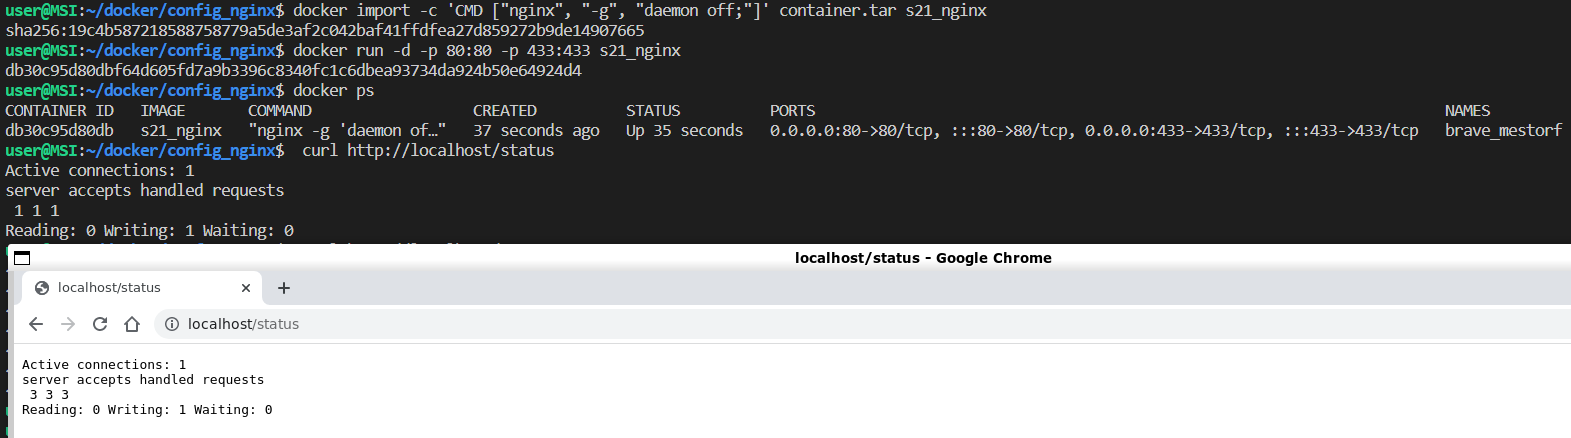 user@MSI:~/docker/config_nginx$ docker import -c 'CMD ["nginx", "-g", "daemon off;"]' container.tar s21_nginx
sha256:19c4b587218588758779a5de3af2c042baf41ffdfea27d859272b9de14907665
user@MSI:~/docker/config_nginx$ docker run -d -p 80:80 -p 433:433 s21_nginx
db30c95d80dbf64d605fd7a9b3396c8340fc1c6dbea93734da924b50e64924d4
user@MSI:~/docker/config_nginx$ docker ps
CONTAINER ID   IMAGE       COMMAND                  CREATED          STATUS          PORTS                                                                          NAMES
db30c95d80db   s21_nginx   "nginx -g 'daemon of…"   37 seconds ago   Up 35 seconds   0.0.0.0:80->80/tcp, :::80->80/tcp, 0.0.0.0:433->433/tcp, :::433->433/tcp   brave_mestorf
user@MSI:~/docker/config_nginx$  curl http://localhost/status
Active connections: 1
server accepts handled requests
 1 1 1
Reading: 0 Writing: 1 Waiting: 0
localhost/status - Google Chrome
localhost/status
localhost/status
Active connections: 1
server accepts handled requests
 3 3 3
Reading: 0 Writing: 1 Waiting: 0